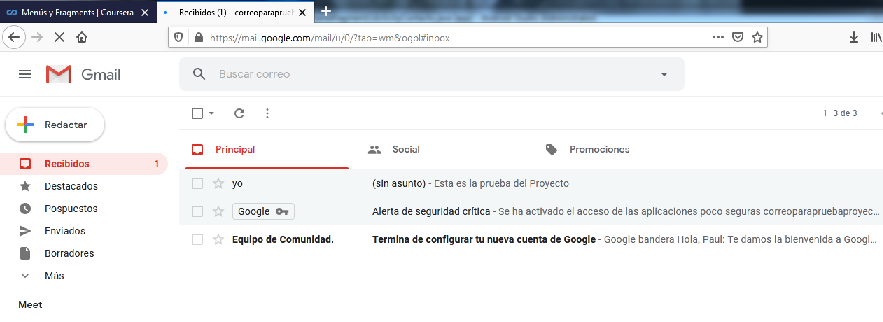 Menús y Fragments | Coursera
Recibidos (1) - correoparaprueb
https://mail.google.com/mail/u/0/?tab=wm&ogbl#inbox
Gmail
Buscar correo
Redactar
1–3 de 3
Principal
Social
Promociones
Recibidos 1
Destacados
Pospuestos
Enviados
Borradores
Más
Meet
yo (sin asunto) - Esta es la prueba del Proyecto
Google Alerta de seguridad crítica - Se ha activado el acceso de las aplicaciones poco seguras correoparapruebaproyec...
Equipo de Comunidad. Termina de configurar tu nueva cuenta de Google - Google bandera Hola, Paul: Te damos la bienvenida a Googl...